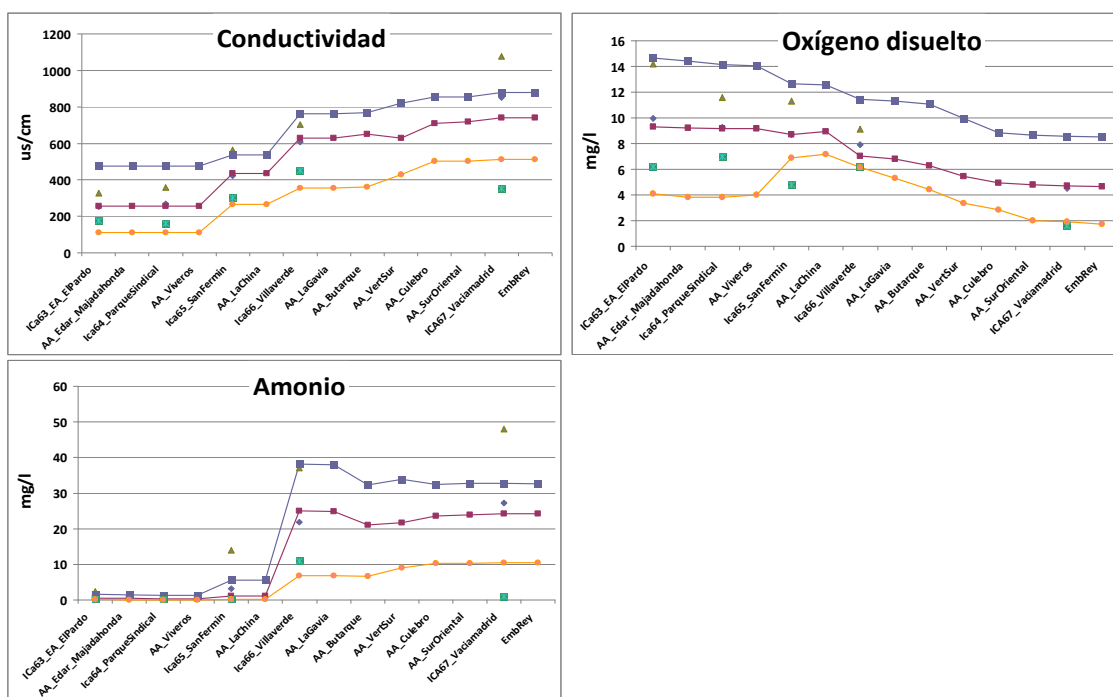 Conductividad
1200
1000
800
600
400
200
0
us/cm
ICa63_EA_ElPardo
AA_Edar_Majadahonda
Ica64_ParqueSindical
AA_Viveros
Ica65_SanFermin
AA_LaChina
Ica66_Villaverde
AA_LaGavia
AA_Butarque
AA_VertSur
AA_Culebro
AA_SurOriental
ICA67_Vaciamadrid
EmbRey
Oxígeno disuelto
16
14
12
10
8
6
4
2
0
mg/l
ICa63_EA_ElPardo
AA_Edar_Majadahonda
Ica64_ParqueSindical
AA_Viveros
Ica65_SanFermin
AA_LaChina
Ica66_Villaverde
AA_LaGavia
AA_Butarque
AA_VertSur
AA_Culebro
AA_SurOriental
ICA67_Vaciamadrid
EmbRey
Amonio
60
50
40
30
20
10
0
mg/l
ICa63_EA_ElPardo
AA_Edar_Majadahonda
Ica64_ParqueSindical
AA_Viveros
Ica65_SanFermin
AA_LaChina
Ica66_Villaverde
AA_LaGavia
AA_Butarque
AA_VertSur
AA_Culebro
AA_SurOriental
ICA67_Vaciamadrid
EmbRey